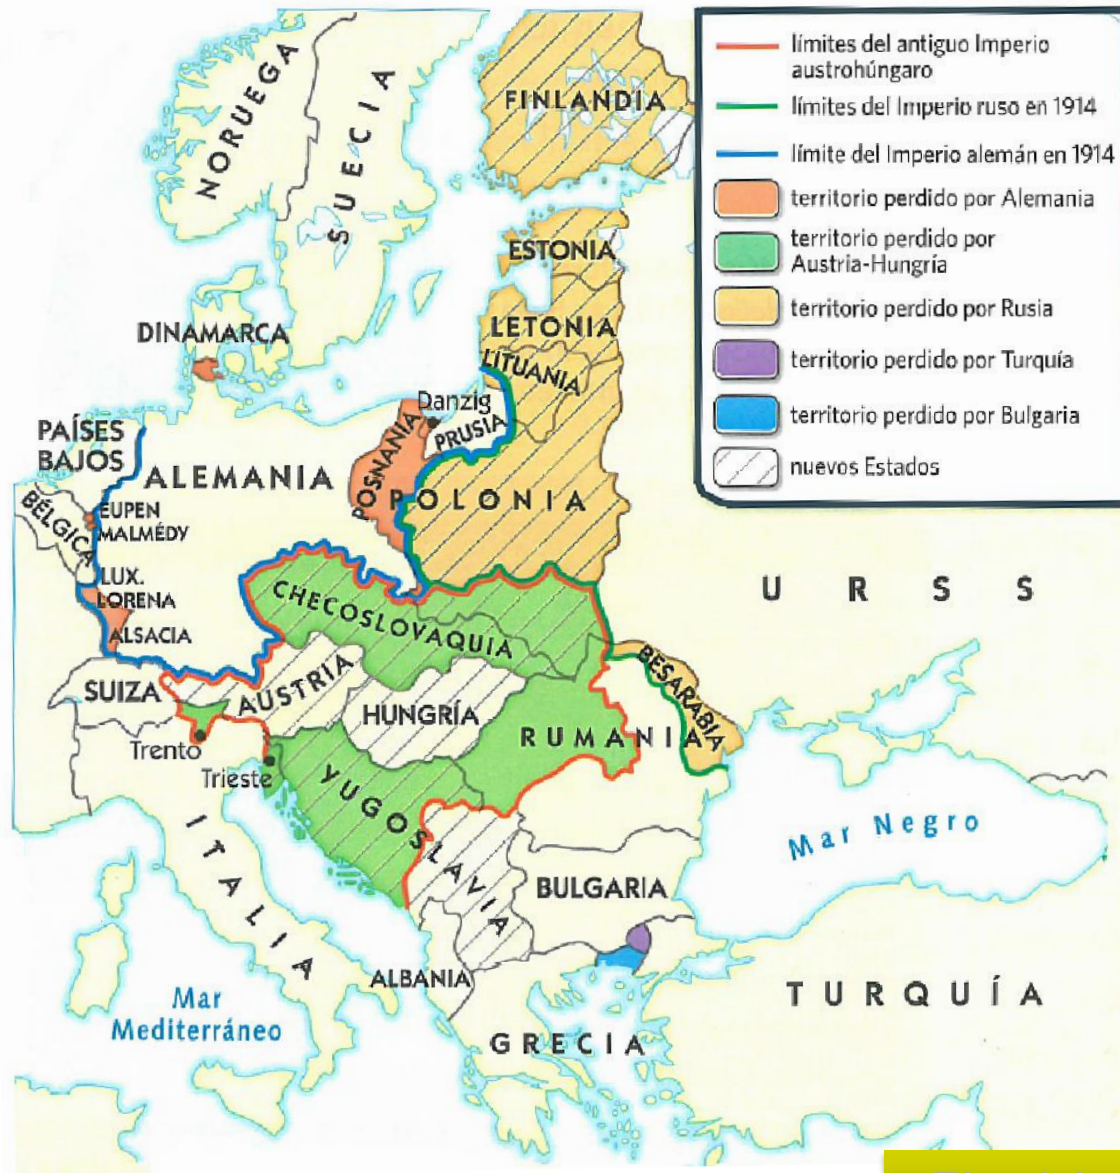 límites del antiguo Imperio
austrohúngaro
límites del Imperio ruso en 1914
límite del Imperio alemán en 1914
territorio perdido por Alemania
territorio perdido por
Austria-Hungría
territorio perdido por Rusia
territorio perdido por Turquía
territorio perdido por Bulgaria
nuevos Estados
NORUEGA
SUECIA
FINLANDIA
ESTONIA
LETONIA
LITUANIA
DINAMARCA
Danzig
PRUSIA
PAÍSES
BAJOS
ALEMANIA
POSNANIA
POLONIA
BÉLGICA
EUPEN
MALMÉDY
LUX.
LORENA
ALSACIA
CHECOSLOVAQUIA
URSS
SUIZA
AUSTRIA
HUNGRÍA
BESARABIA
RUMANIA
Trento
Trieste
YUGOSLAVIA
ITALIA
Mar Negro
BULGARIA
ALBANIA
TURQUÍA
Mar
Mediterráneo
GRECIA